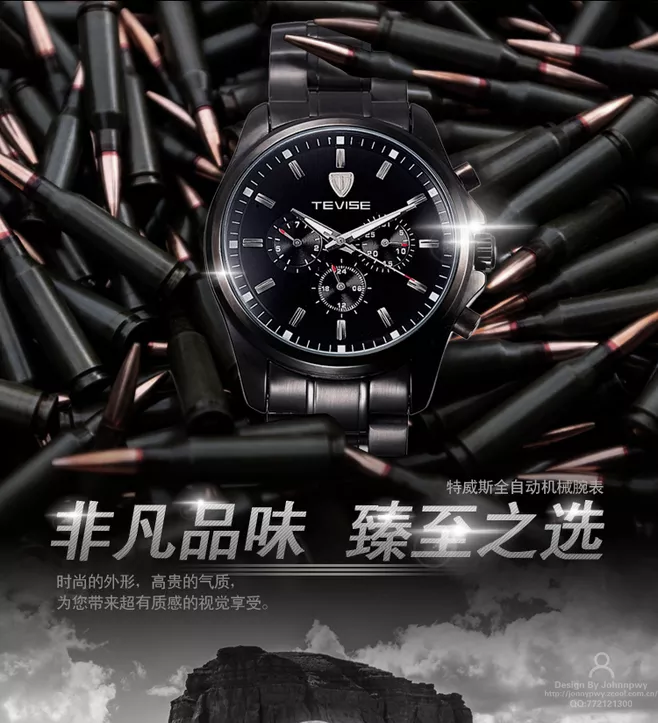 TEVISE
特威斯全自动机械腕表
非凡品味 臻至之选
时尚的外形，高贵的气质，
为您带来超有质感的视觉享受。
Design By Johnnpwy
QQ:772121300